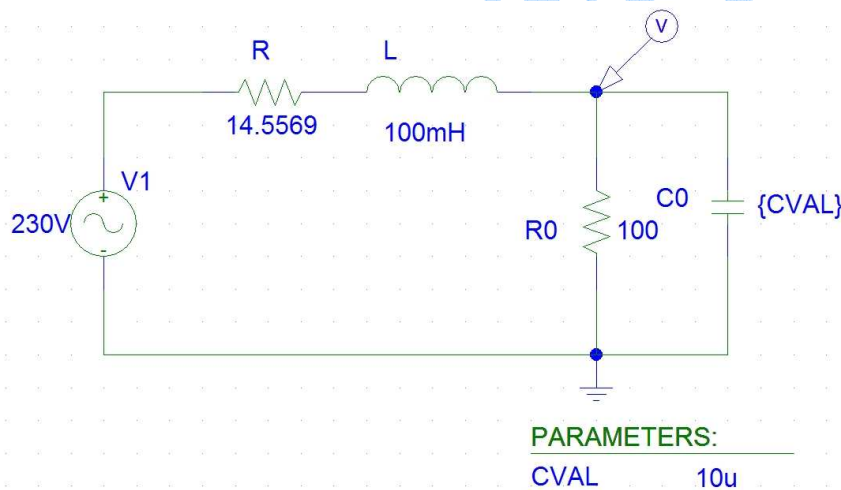 V
R L
14.5569 100mH
V1
+
230V
-
R0 100 C0 {CVAL}
PARAMETERS:
CVAL 10u